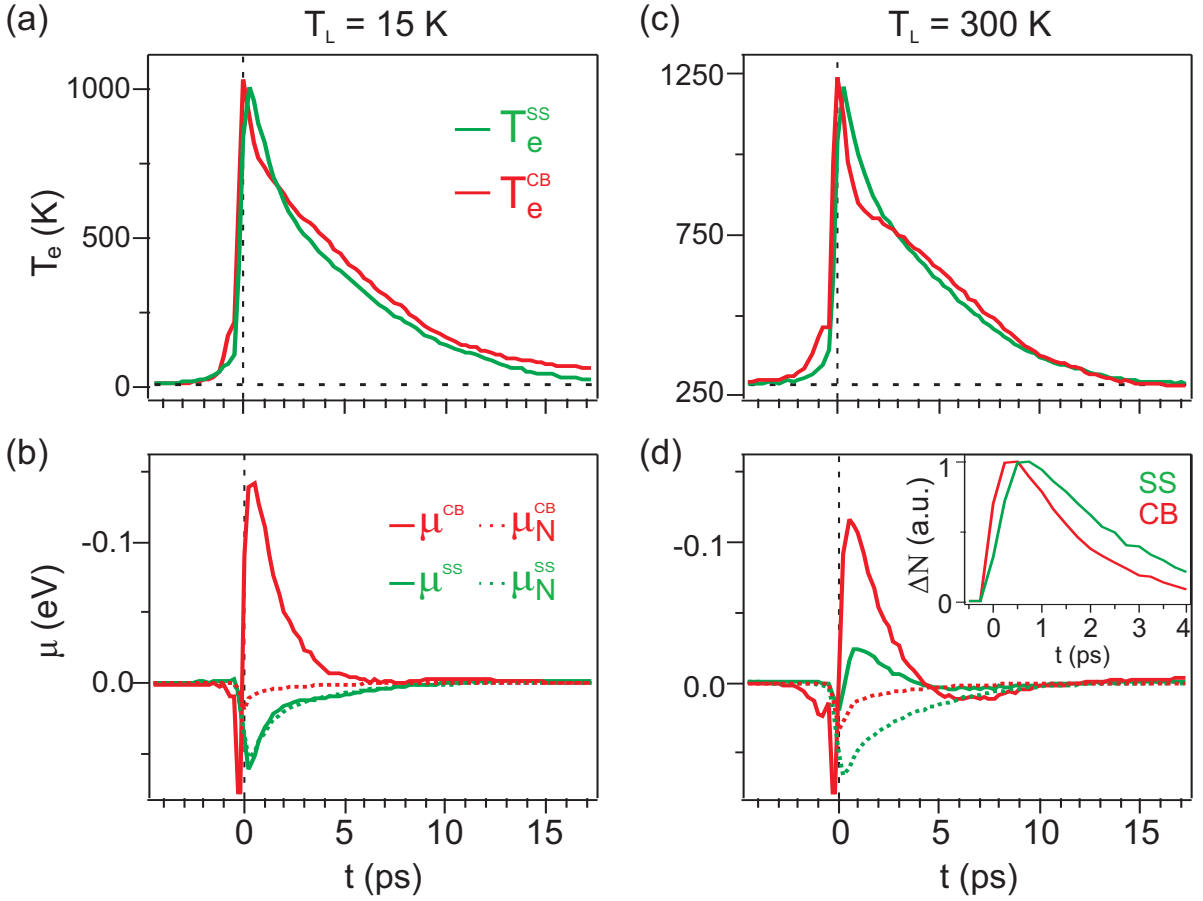 (a) T_L = 15 K
(c) T_L = 300 K
T_e (K)
1000
500
0
T_e^SS
T_e^CB
1250
750
250
(b)
μ (eV)
-0.1
0.0
μ^CB μ_N^CB
μ^SS μ_N^SS
0 5 10 15
t (ps)
(d)
-0.1
0.0
ΔN (a.u.)
1
0
SS
CB
0 1 2 3 4
t (ps)
0 5 10 15
t (ps)